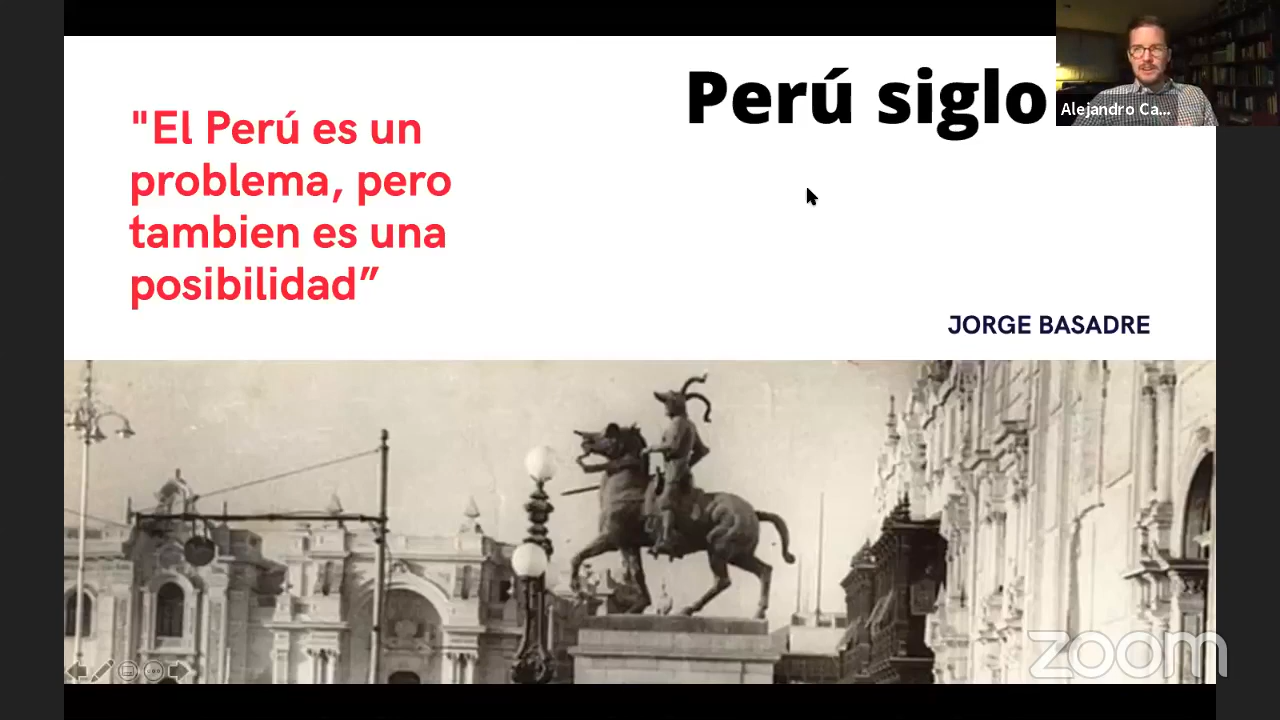 "El Perú es un
problema, pero
tambien es una
posibilidad”
Perú siglo
Alejandro Ca...
JORGE BASADRE
zoom